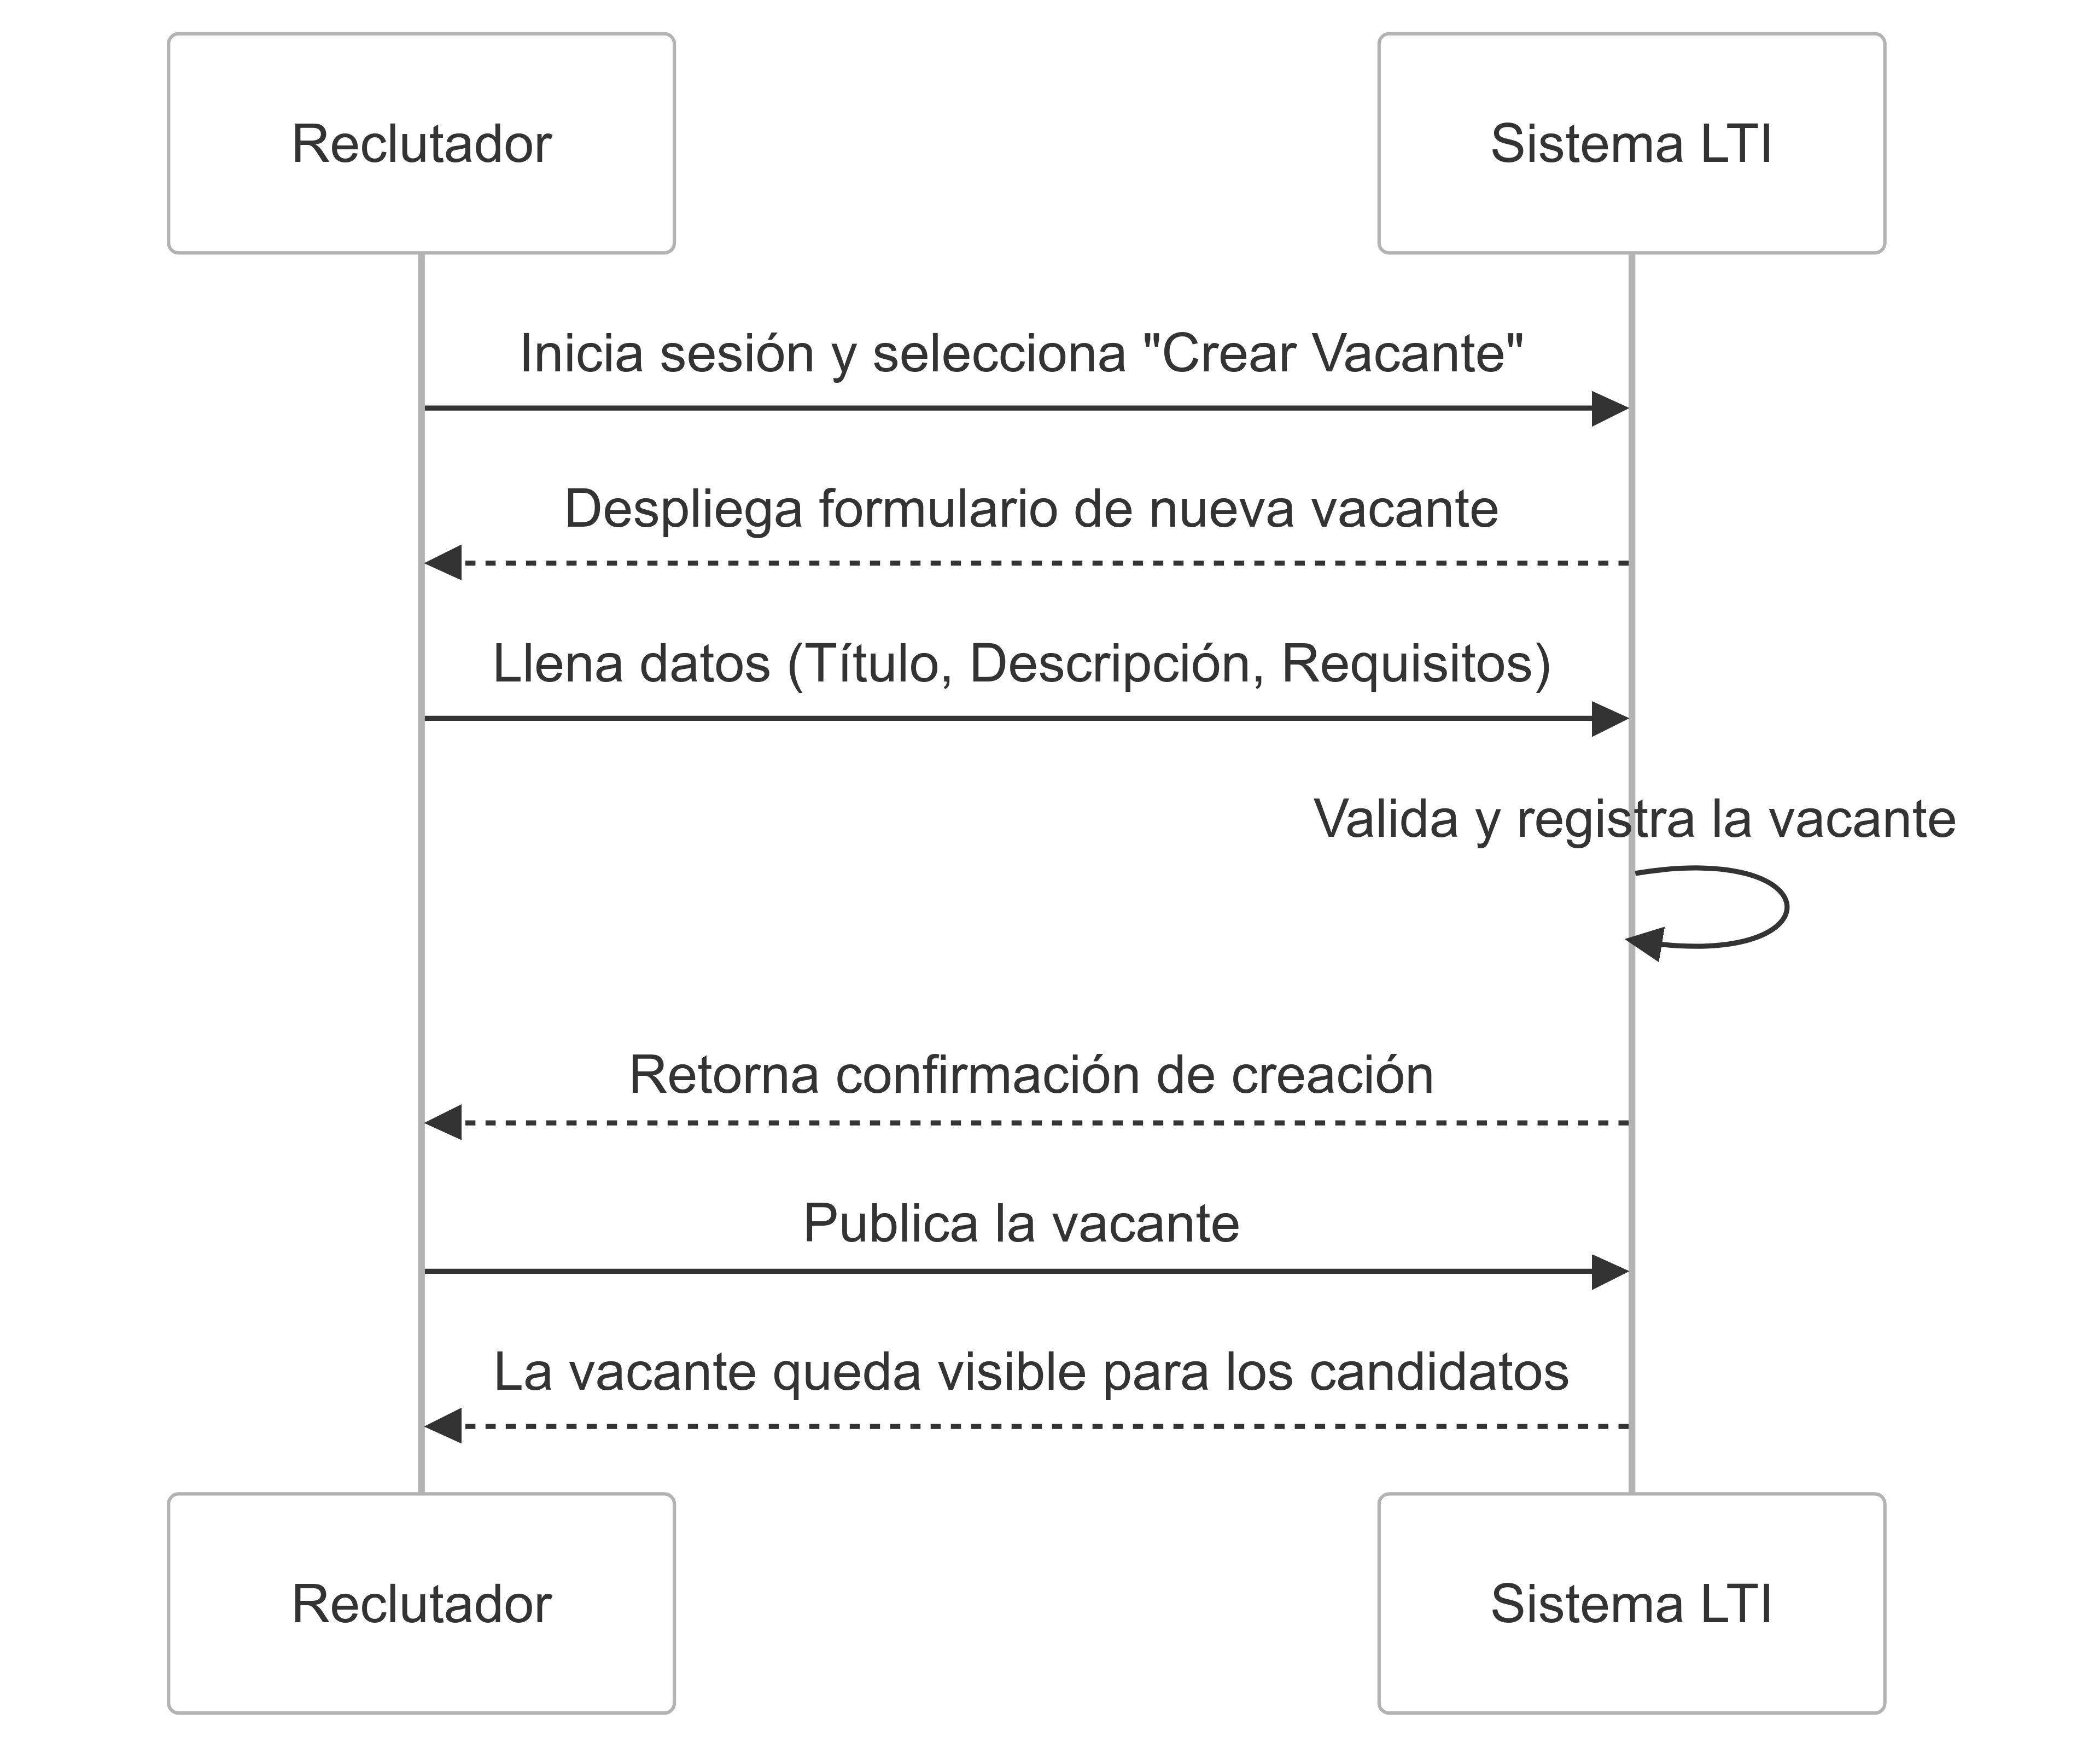 Reclutador
Sistema LTI
Inicia sesión y selecciona "Crear Vacante"
Despliega formulario de nueva vacante
Llena datos (Título, Descripción, Requisitos)
Valida y registra la vacante
Retorna confirmación de creación
Publica la vacante
La vacante queda visible para los candidatos
Reclutador
Sistema LTI